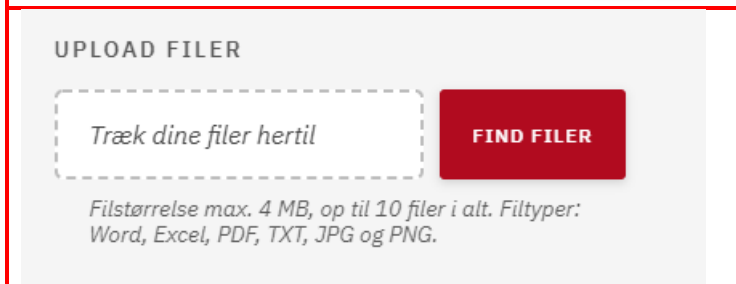 UPLOAD FILER
Træk dine filer hertil
FIND FILER
Filstørrelse max. 4 MB, op til 10 filer i alt. Filtyper:
Word, Excel, PDF, TXT, JPG og PNG.